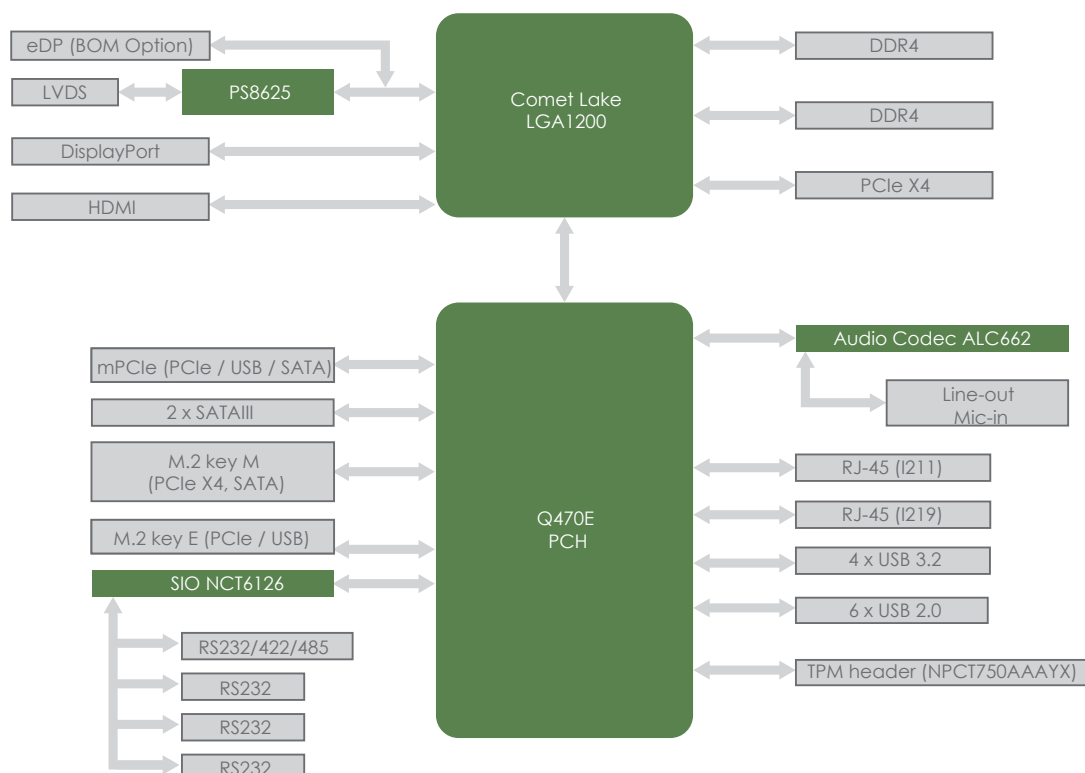 eDP (BOM Option)
LVDS
PS8625
DisplayPort
HDMI
Comet Lake
LGA1200
DDR4
DDR4
PCIe X4
mPCIe (PCIe / USB / SATA)
2 x SATAIII
M.2 key M
(PCIe X4, SATA)
M.2 key E (PCIe / USB)
SIO NCT6126
RS232/422/485
RS232
RS232
RS232
Q470E
PCH
Audio Codec ALC662
Line-out
Mic-in
RJ-45 (I211)
RJ-45 (I219)
4 x USB 3.2
6 x USB 2.0
TPM header (NPCT750AAAYX)